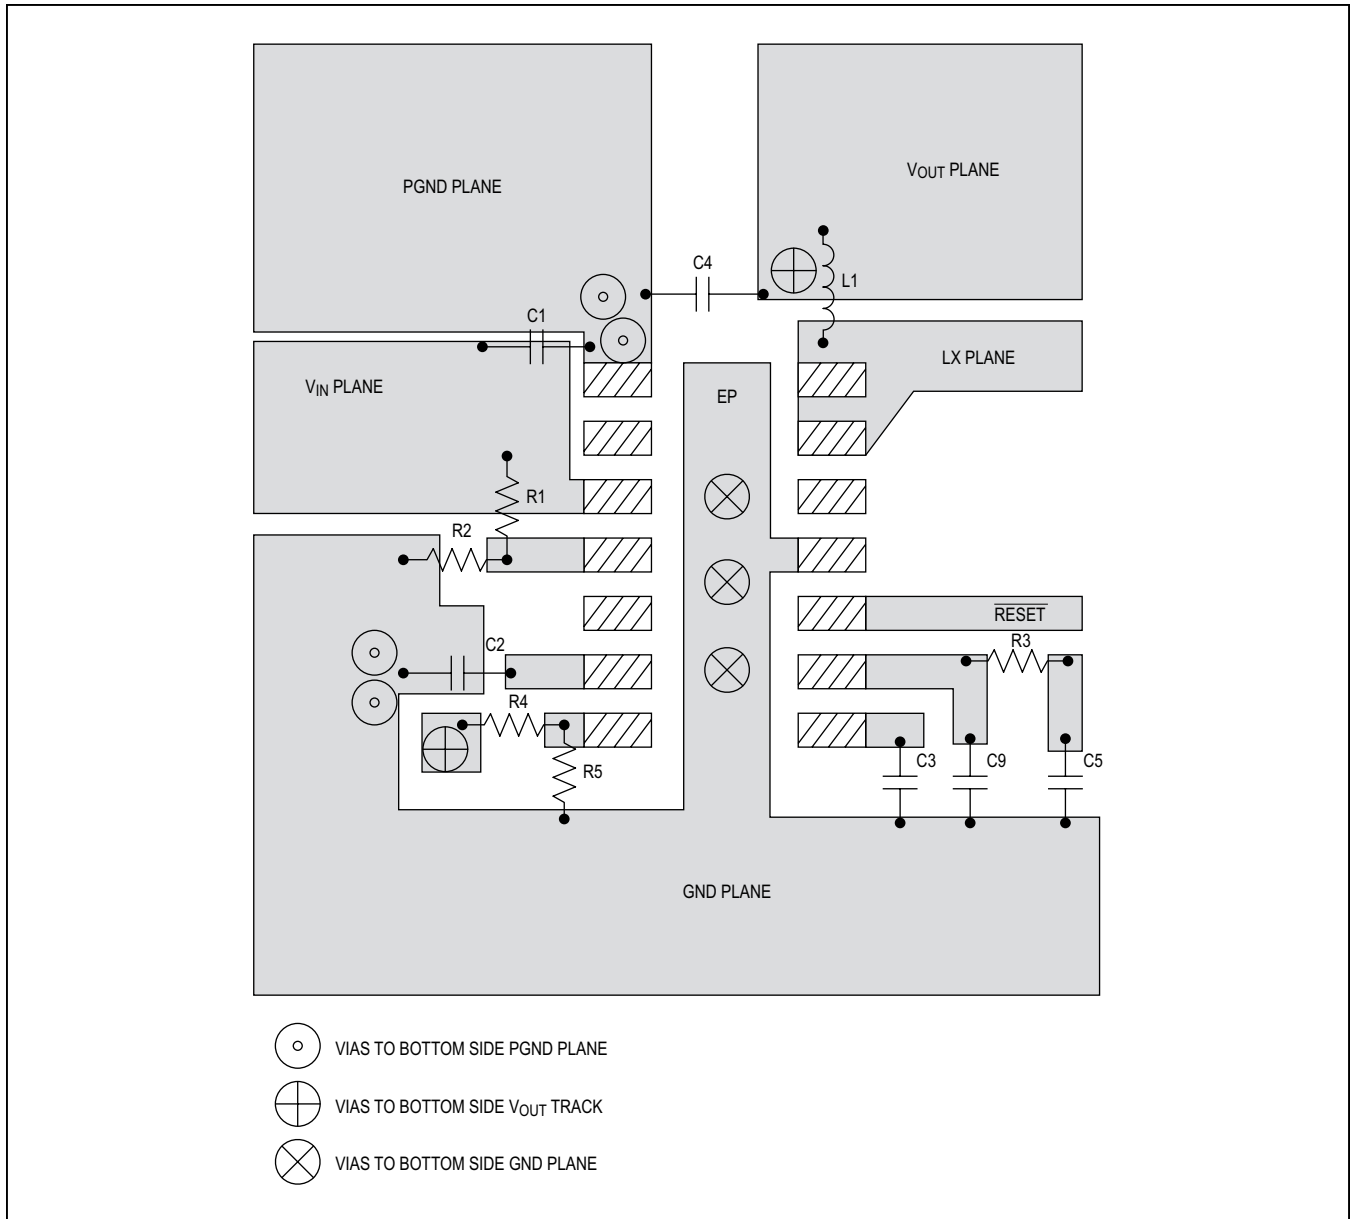 PGND PLANE
VOUT PLANE
C4
L1
C1
LX PLANE
VIN PLANE
EP
R1
R2
RESET
R3
C2
R4
R5
C3
C9
C5
GND PLANE
VIAS TO BOTTOM SIDE PGND PLANE
VIAS TO BOTTOM SIDE VOUT TRACK
VIAS TO BOTTOM SIDE GND PLANE